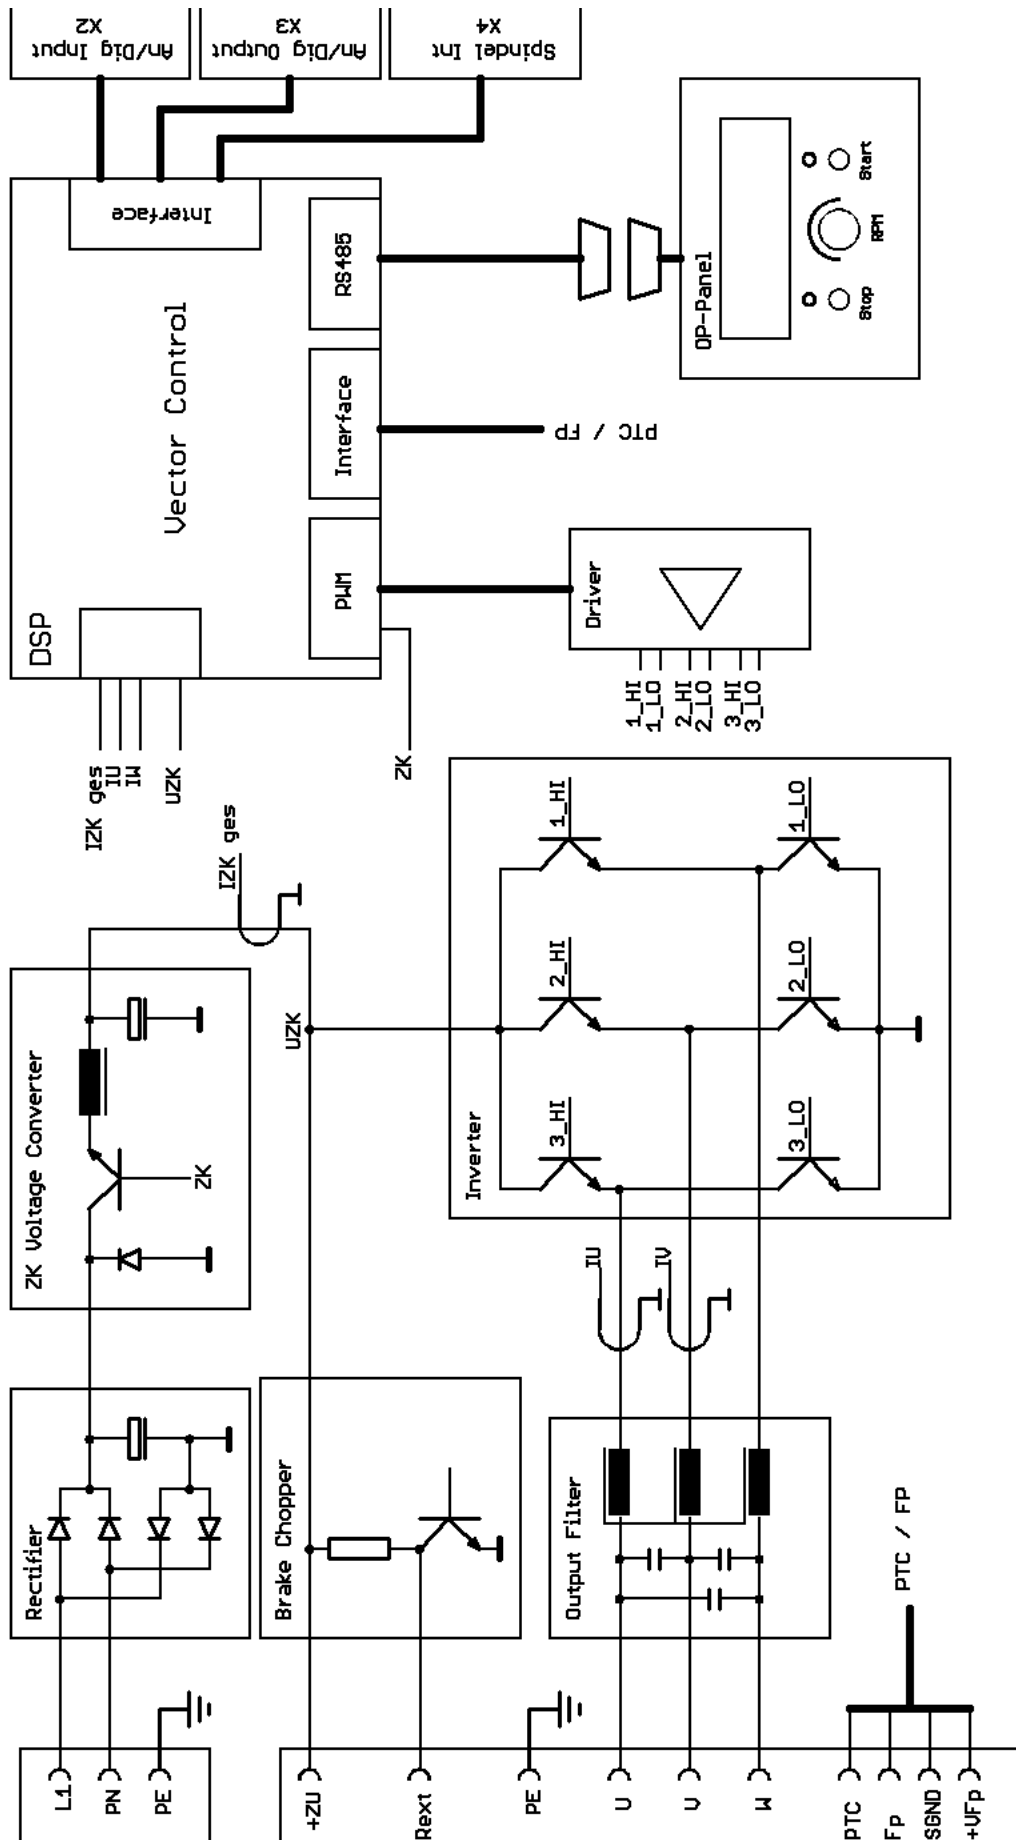 An/Dig Input
X2
An/Dig Output
X3
Spindel Int
X4
Interface
RS485
Interface
PWM
Vector Control
DSP
OP-Panel
Start
RPM
Stop
PTC / FP
Driver
1_HI
1_LO
2_HI
2_LO
3_HI
3_LO
IZK ges
IU
IW
UZK
ZK
IZK ges
ZK Voltage Converter
ZK
UZK
Inverter
1_HI
1_LO
2_HI
2_LO
3_HI
3_LO
IU
IV
Rectifier
Brake Chopper
Output Filter
PTC / FP
L1
PN
PE
+ZU
Rext
PE
U
V
W
PTC
Fp
SGND
+VFp